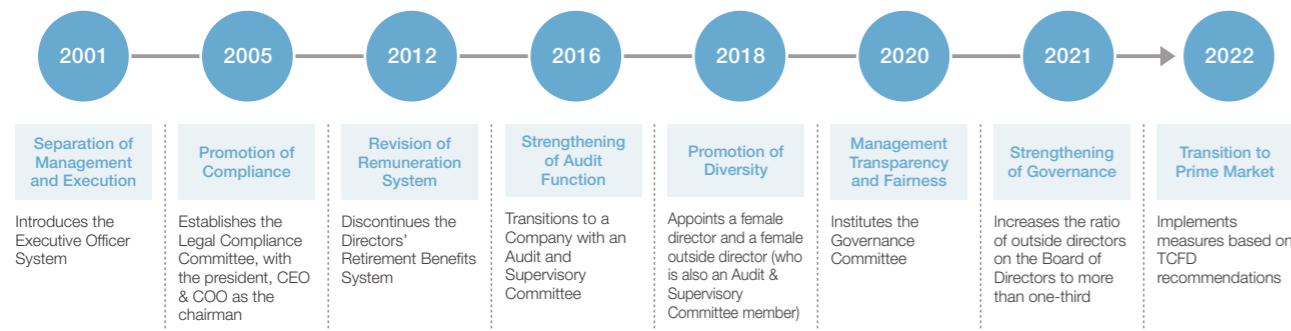 2001
2005
2012
2016
2018
2020
2021
2022
Separation of
Management
and Execution
Introduces the
Executive Officer
System
Promotion of
Compliance
Establishes the
Legal Compliance
Committee, with
the president, CEO
& COO as the
chairman
Revision of
Remuneration
System
Discontinues the
Directors'
Retirement Benefits
System
Strengthening
of Audit
Function
Transitions to a
Company with an
Audit and
Supervisory
Committee
Promotion of
Diversity
Appoints a female
director and a female
outside director (who
is also an Audit &
Supervisory
Committee member)
Management
Transparency
and Fairness
Institutes the
Governance
Committee
Strengthening
of Governance
Increases the ratio
of outside directors
on the Board of
Directors to more
than one-third
Transition to
Prime Market
Implements
measures based on
TCFD
recommendations